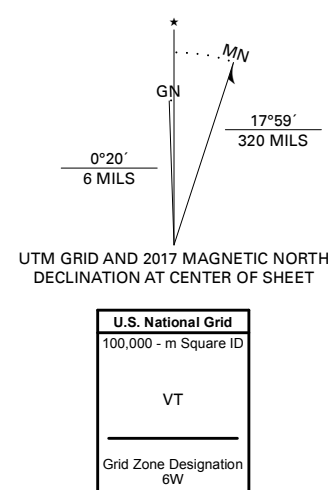 ★
MN
GN
17°59´
320 MILS
0°20´
6 MILS
UTM GRID AND 2017 MAGNETIC NORTH
DECLINATION AT CENTER OF SHEET
U.S. National Grid
100,000 - m Square ID
VT
Grid Zone Designation
6W